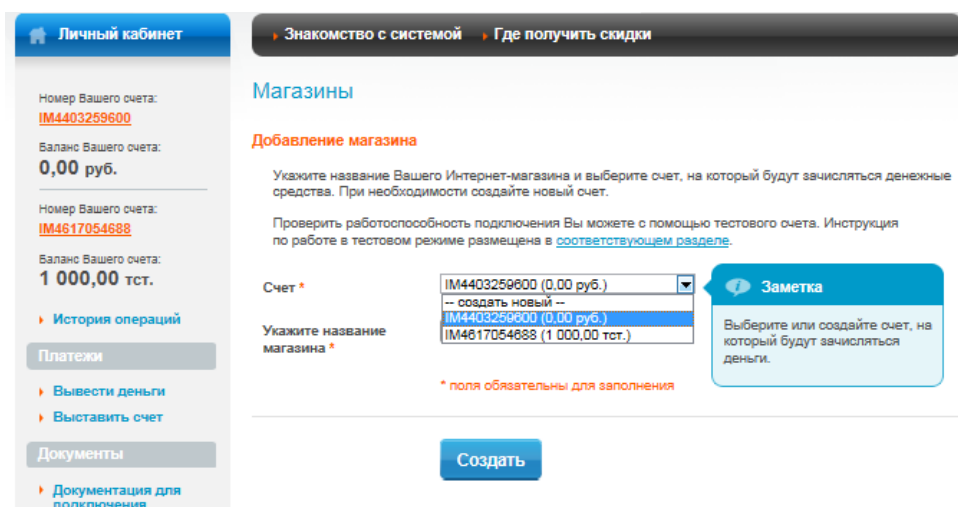 Личный кабинет
Знакомство с системой
Где получить скидки
Номер Вашего счета:
IM4403259600
Баланс Вашего счета:
0,00 руб.
Номер Вашего счета:
IM4617054688
Баланс Вашего счета:
1 000,00 тст.
История операций
Платежи
Вывести деньги
Выставить счет
Документы
Документация для
подключения
Магазины
Добавление магазина
Укажите название Вашего Интернет-магазина и выберите счет, на который будут зачисляться денежные
средства. При необходимости создайте новый счет.
Проверить работоспособность подключения Вы можете с помощью тестового счета. Инструкция
по работе в тестовом режиме размещена в соответствующем разделе.
Счет *
IM4403259600 (0,00 руб.)
-- создать новый --
IM4403259600 (0,00 руб.)
IM4617054688 (1 000,00 тст.)
Укажите название
магазина *
Заметка
Выберите или создайте счет, на
который будут зачисляться
деньги.
* поля обязательны для заполнения
Создать